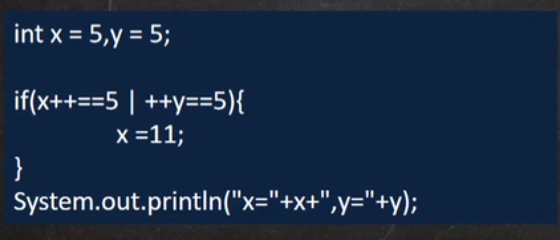 int x = 5,y = 5;
if(x++==5 | ++y==5){
x =11;
}
System.out.println("x="+x+",y="+y);